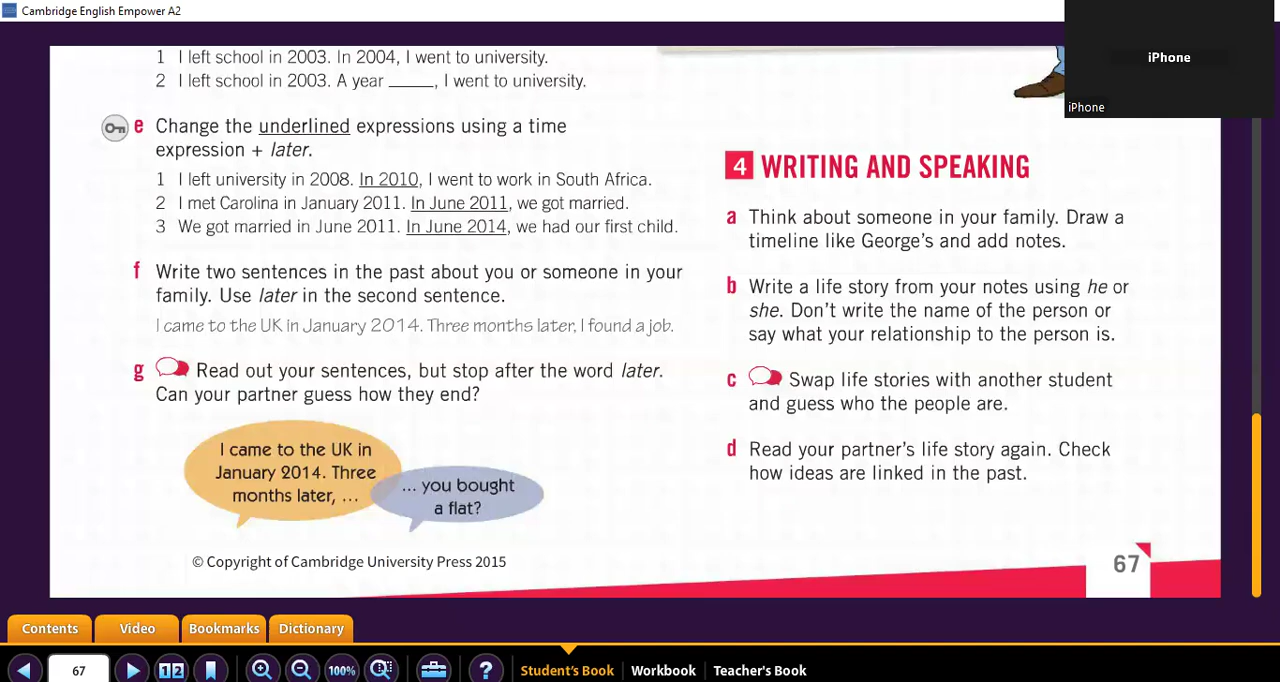 Cambridge English Empower A2
iPhone
iPhone
1 I left school in 2003. In 2004, I went to university.
2 I left school in 2003. A year _____, I went to university.
e Change the underlined expressions using a time
expression + later.
1 I left university in 2008. In 2010, I went to work in South Africa.
2 I met Carolina in January 2011. In June 2011, we got married.
3 We got married in June 2011. In June 2014, we had our first child.
f Write two sentences in the past about you or someone in your
family. Use later in the second sentence.
I came to the UK in January 2014. Three months later, I found a job.
g Read out your sentences, but stop after the word later.
Can your partner guess how they end?
I came to the UK in
January 2014. Three
months later, ...
... you bought
a flat?
© Copyright of Cambridge University Press 2015
4 WRITING AND SPEAKING
a Think about someone in your family. Draw a
timeline like George's and add notes.
b Write a life story from your notes using he or
she. Don't write the name of the person or
say what your relationship to the person is.
c Swap life stories with another student
and guess who the people are.
d Read your partner's life story again. Check
how ideas are linked in the past.
67
Contents Video Bookmarks Dictionary
67 1 2 100% ? Student's Book Workbook Teacher's Book